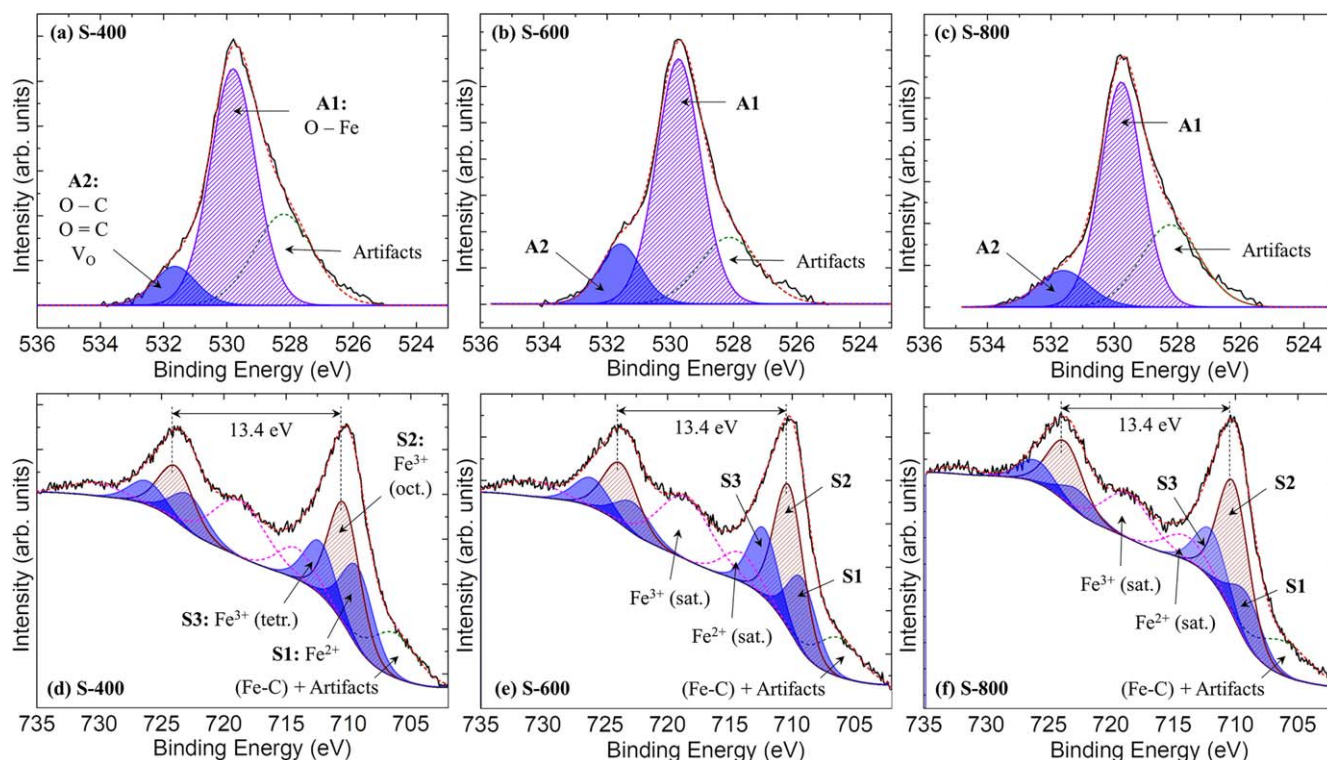 (a) S-400
A1:
O – Fe
A2:
O – C
O = C
V_O
Artifacts
Intensity (arb. units)
536 534 532 530 528 526 524
Binding Energy (eV)
(b) S-600
A1
A2
Artifacts
Intensity (arb. units)
536 534 532 530 528 526 524
Binding Energy (eV)
(c) S-800
A1
A2
Artifacts
Intensity (arb. units)
536 534 532 530 528 526 524
Binding Energy (eV)
13.4 eV
S2:
Fe³⁺
(oct.)
S3: Fe³⁺ (tetr.)
S1: Fe²⁺
(Fe-C) + Artifacts
(d) S-400
Intensity (arb. units)
735 730 725 720 715 710 705
Binding Energy (eV)
13.4 eV
S3
S2
S1
Fe³⁺ (sat.)
Fe²⁺ (sat.)
(Fe-C) + Artifacts
(e) S-600
Intensity (arb. units)
735 730 725 720 715 710 705
Binding Energy (eV)
13.4 eV
S3
S2
S1
Fe³⁺ (sat.)
Fe²⁺ (sat.)
(Fe-C) + Artifacts
(f) S-800
Intensity (arb. units)
735 730 725 720 715 710 705
Binding Energy (eV)